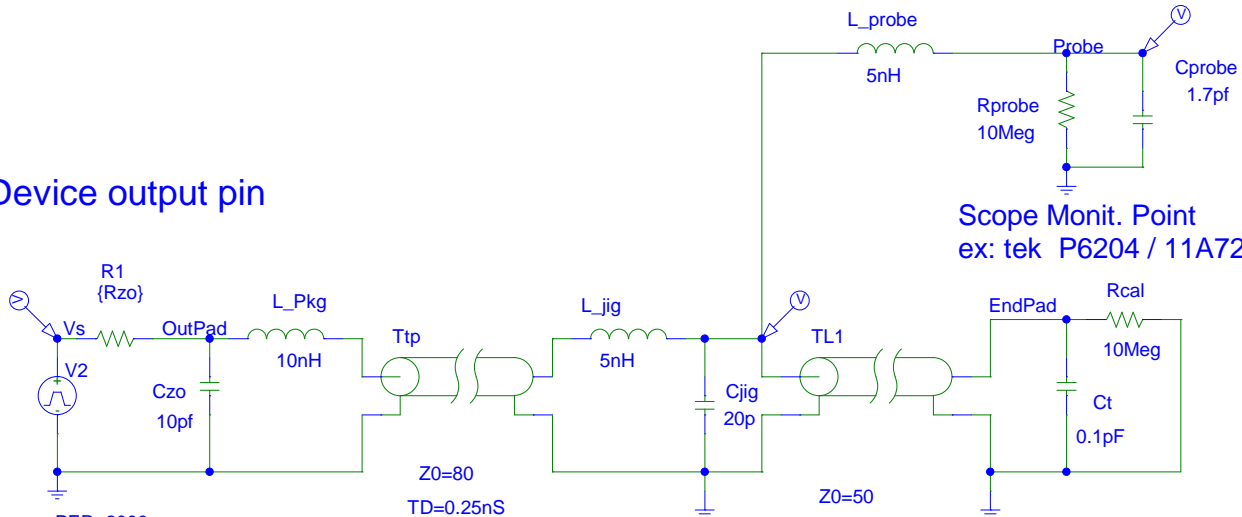 L_probe
5nH
Probe
Cprobe
1.7pf
Rprobe
10Meg
Device output pin
Scope Monit. Point
ex: tek P6204 / 11A72
R1
{Rzo}
L_Pkg
L_jig
EndPad
Rcal
Vs
OutPad
Ttp
TL1
10nH
5nH
10Meg
V2
Czo
10pf
Cjig
20p
Ct
0.1pF
Z0=80
Z0=50
TD=0.25nS